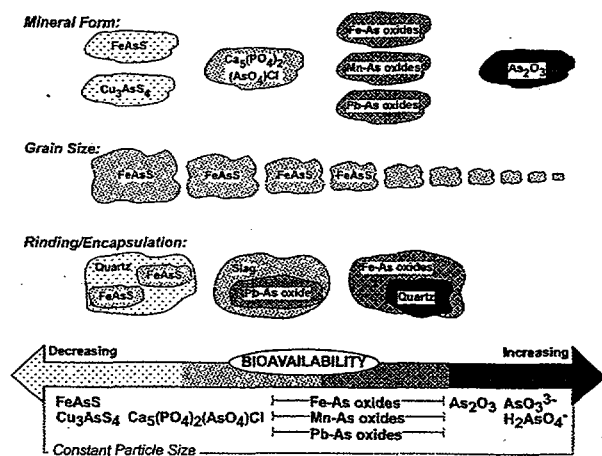 Mineral Form:
FeAsS
Cu₃AsS₄
Ca₅(PO₄)₂
(AsO₄)Cl
Fe-As oxides
Mn-As oxides
Pb-As oxides
As₂O₃
Grain Size:
FeAsS
FeAsS
FeAsS
FeAsS
Rinding/Encapsulation:
Quartz
FeAsS
FeAsS
Slag
Pb-As oxide
Fe-As oxides
Quartz
Decreasing
BIOAVAILABILITY
Increasing
FeAsS Fe-As oxides As₂O₃ AsO₃³⁻
Cu₃AsS₄ Ca₅(PO₄)₂(AsO₄)Cl Mn-As oxides H₂AsO₄⁻
Pb-As oxides
Constant Particle Size